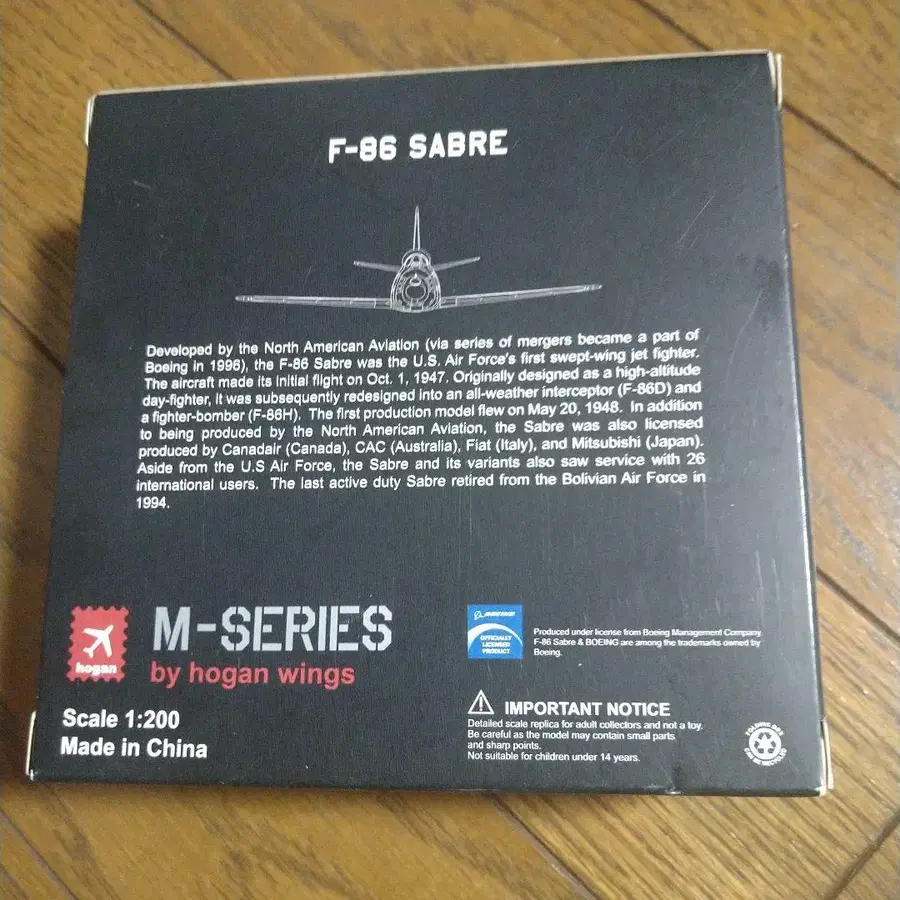 F-86 SABRE
Developed by the North American Aviation (via series of mergers became a part of
Boeing in 1996), the F-86 Sabre was the U.S. Air Force's first swept-wing jet fighter.
The aircraft made its initial flight on Oct. 1, 1947. Originally designed as a high-altitude
day-fighter, it was subsequently redesigned into an all-weather interceptor (F-86D) and
a fighter-bomber (F-86H). The first production model flew on May 20, 1948. In addition
to being produced by the North American Aviation, the Sabre was also licensed
produced by Canadair (Canada), CAC (Australia), Fiat (Italy), and Mitsubishi (Japan).
Aside from the U.S Air Force, the Sabre and its variants also saw service with 26
international users. The last active duty Sabre retired from the Bolivian Air Force in
1994.
hogan
M-SERIES
by hogan wings
Scale 1:200
Made in China
BOEING
OFFICIALLY
LICENSED
PRODUCT
Produced under license from Boeing Management Company.
F-86 Sabre & BOEING are among the trademarks owned by
Boeing.
IMPORTANT NOTICE
Detailed scale replica for adult collectors and not a toy.
Be careful as the model may contain small parts
and sharp points.
Not suitable for children under 14 years.
FOLDING BOX
CAN BE RECYCLED